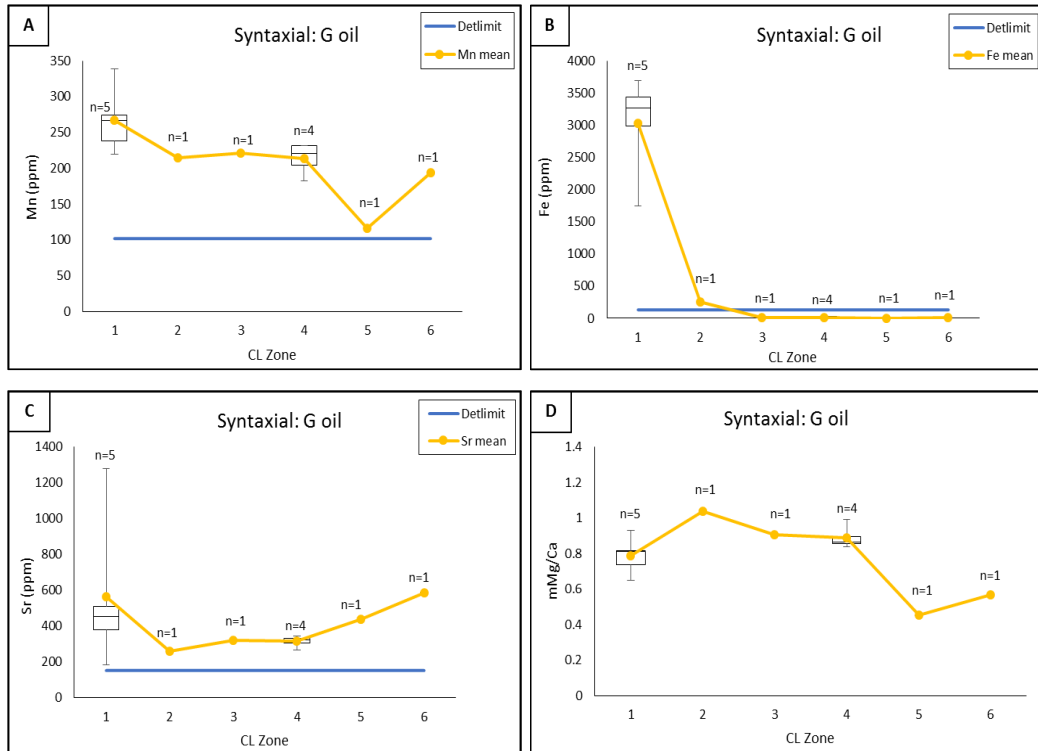 A
Syntaxial: G oil
Detlimit
Mn mean
350
300
250
200
150
100
50
0
Mn (ppm)
n=5
n=1
n=1
n=4
n=1
n=1
1 2 3 4 5 6
CL Zone
B
Syntaxial: G oil
Detlimit
Fe mean
4000
3500
3000
2500
2000
1500
1000
500
0
Fe (ppm)
n=5
n=1
n=1
n=4
n=1
n=1
1 2 3 4 5 6
CL Zone
C
Syntaxial: G oil
Detlimit
Sr mean
1400
1200
1000
800
600
400
200
0
Sr (ppm)
n=5
n=1
n=1
n=4
n=1
n=1
1 2 3 4 5 6
CL Zone
D
Syntaxial: G oil
1.4
1.2
1
0.8
0.6
0.4
0.2
0
mMg/Ca
n=5
n=1
n=1
n=4
n=1
n=1
1 2 3 4 5 6
CL Zone